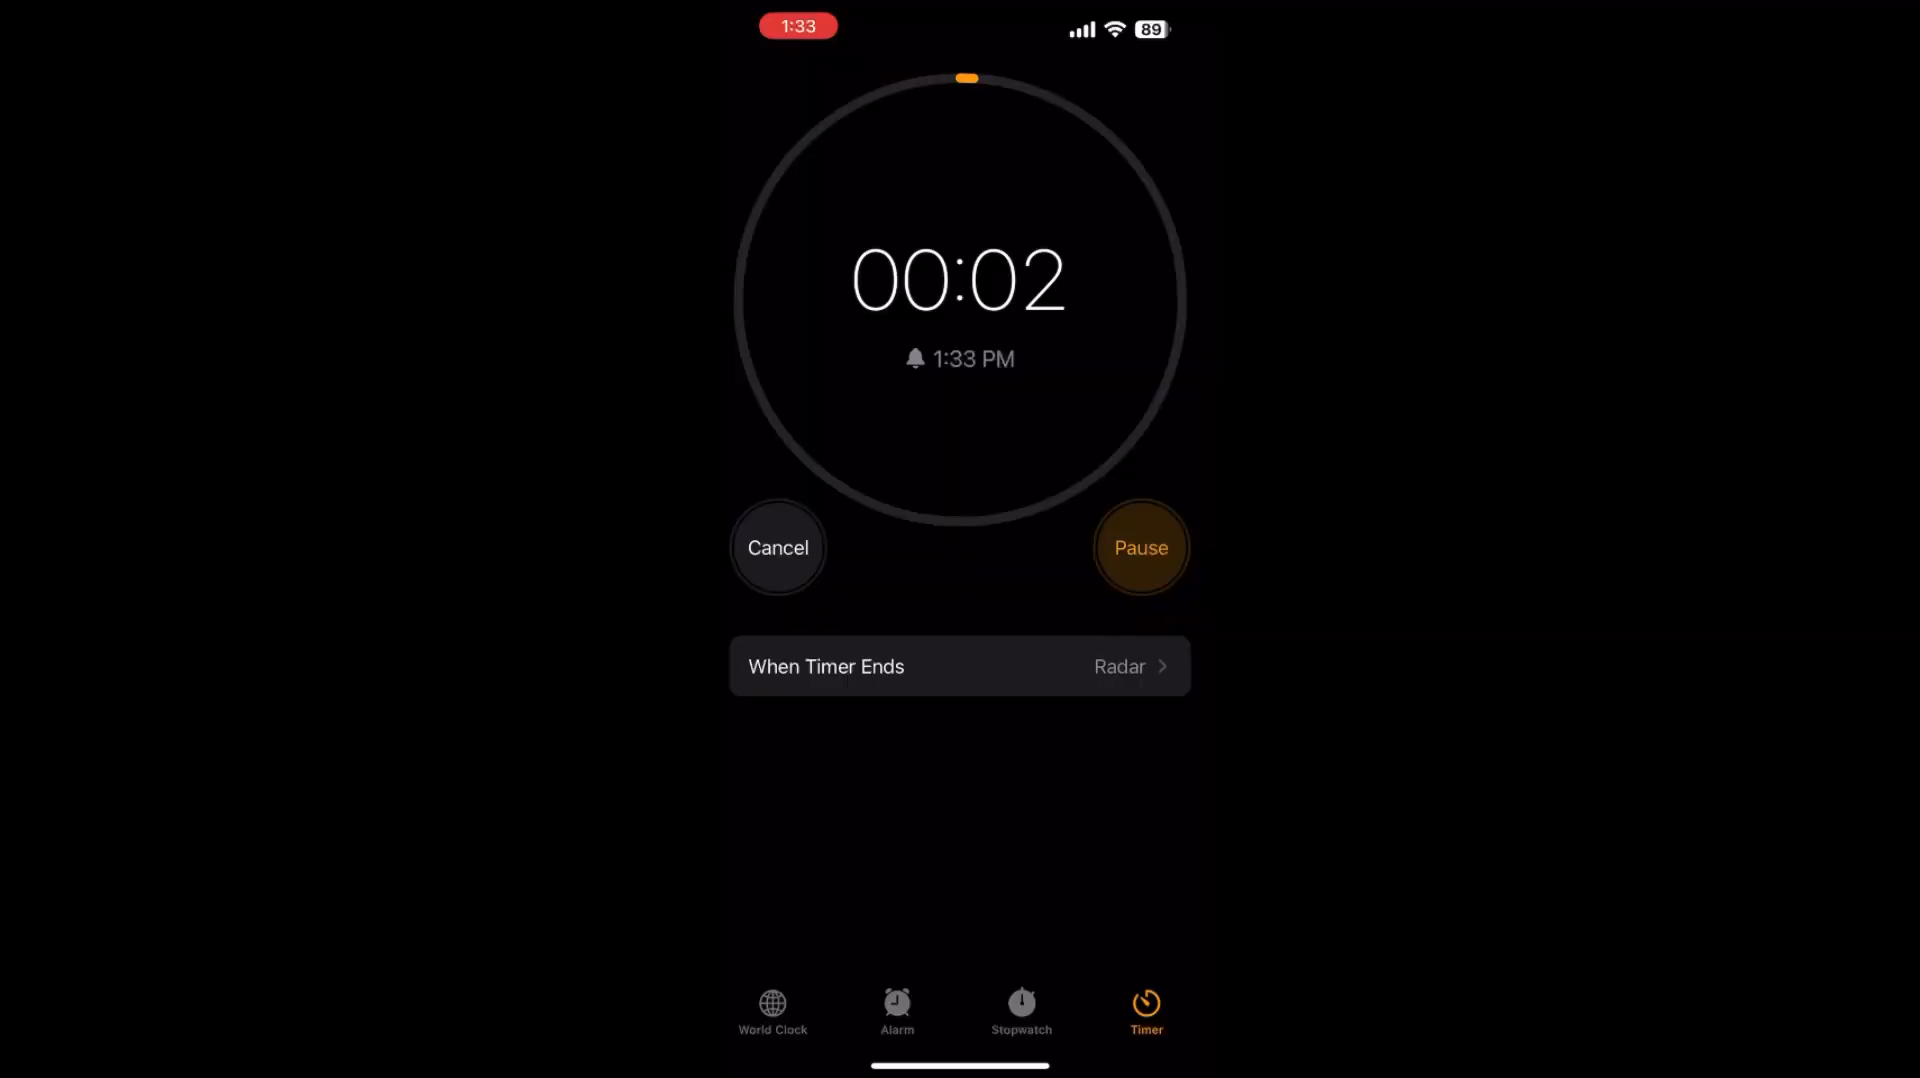 1:33
89
00:02
1:33 PM
Cancel
Pause
When Timer Ends
Radar
World Clock
Alarm
Stopwatch
Timer